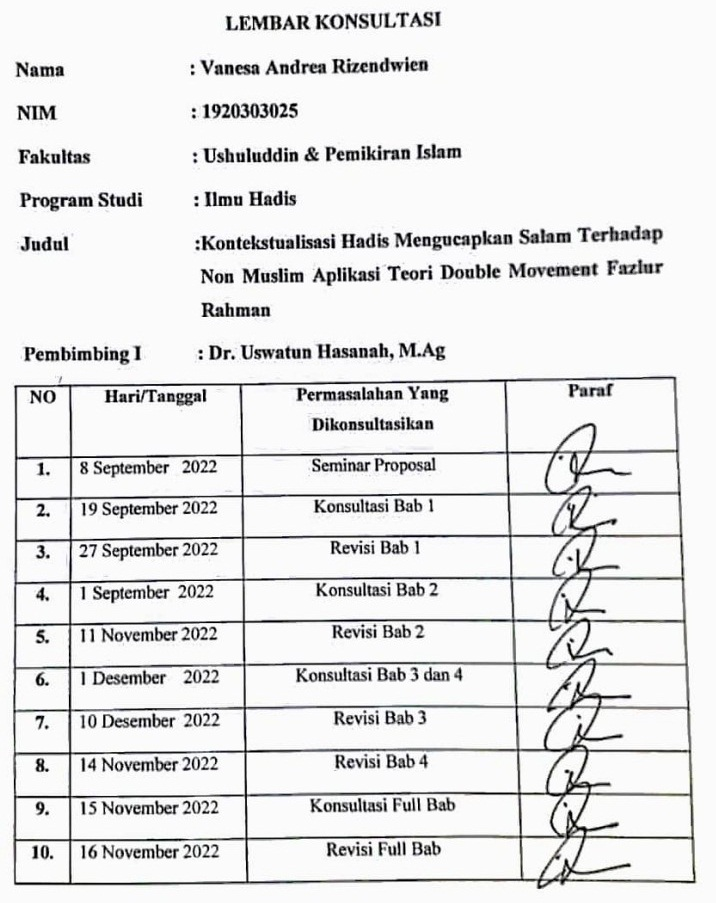 LEMBAR KONSULTASI
Nama : Vanesa Andrea Rizendwien
NIM : 1920303025
Fakultas : Ushuluddin & Pemikiran Islam
Program Studi : Ilmu Hadis
Judul :Kontekstualisasi Hadis Mengucapkan Salam Terhadap
Non Muslim Aplikasi Teori Double Movement Fazlur
Rahman
Pembimbing I : Dr. Uswatun Hasanah, M.Ag
NO Hari/Tanggal Permasalahan Yang Paraf
Dikonsultasikan
1. 8 September 2022 Seminar Proposal
2. 19 September 2022 Konsultasi Bab 1
3. 27 September 2022 Revisi Bab 1
4. 1 September 2022 Konsultasi Bab 2
5. 11 November 2022 Revisi Bab 2
6. 1 Desember 2022 Konsultasi Bab 3 dan 4
7. 10 Desember 2022 Revisi Bab 3
8. 14 November 2022 Revisi Bab 4
9. 15 November 2022 Konsultasi Full Bab
10. 16 November 2022 Revisi Full Bab